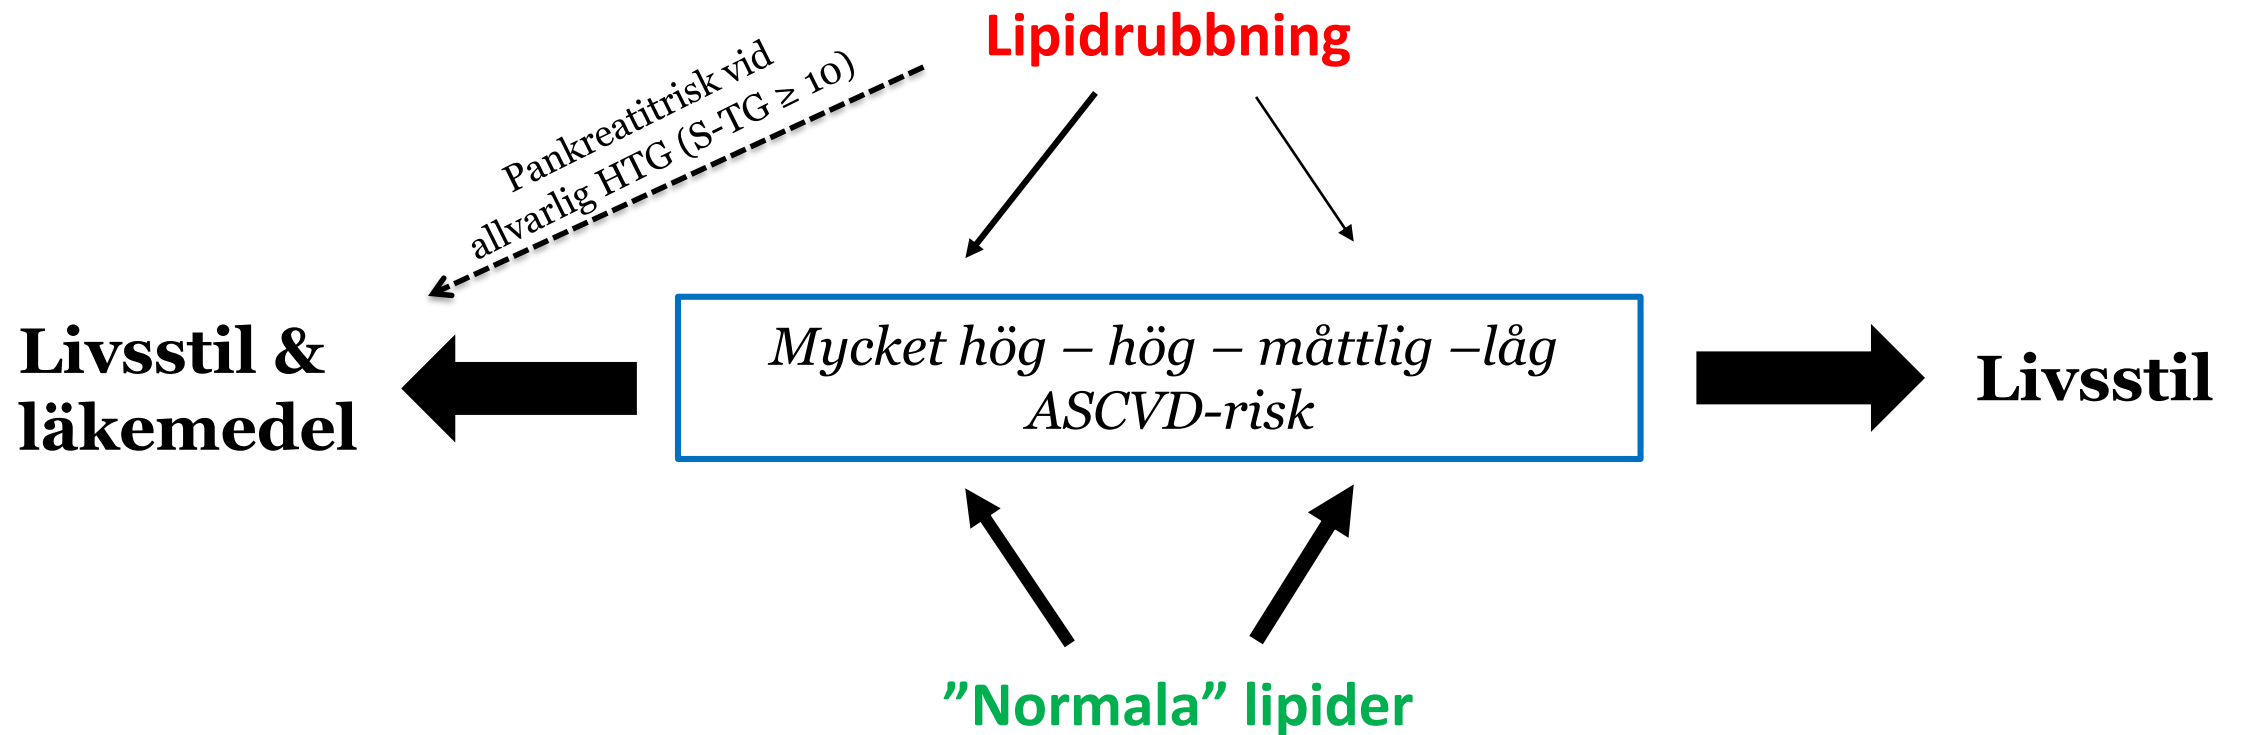 Lipidrubbning
Pankreatitrisk vid
allvarlig HTG (S-TG ≥ 10)
Livsstil &
läkemedel
Mycket hög – hög – måttlig –låg
ASCVD-risk
Livsstil
”Normala” lipider